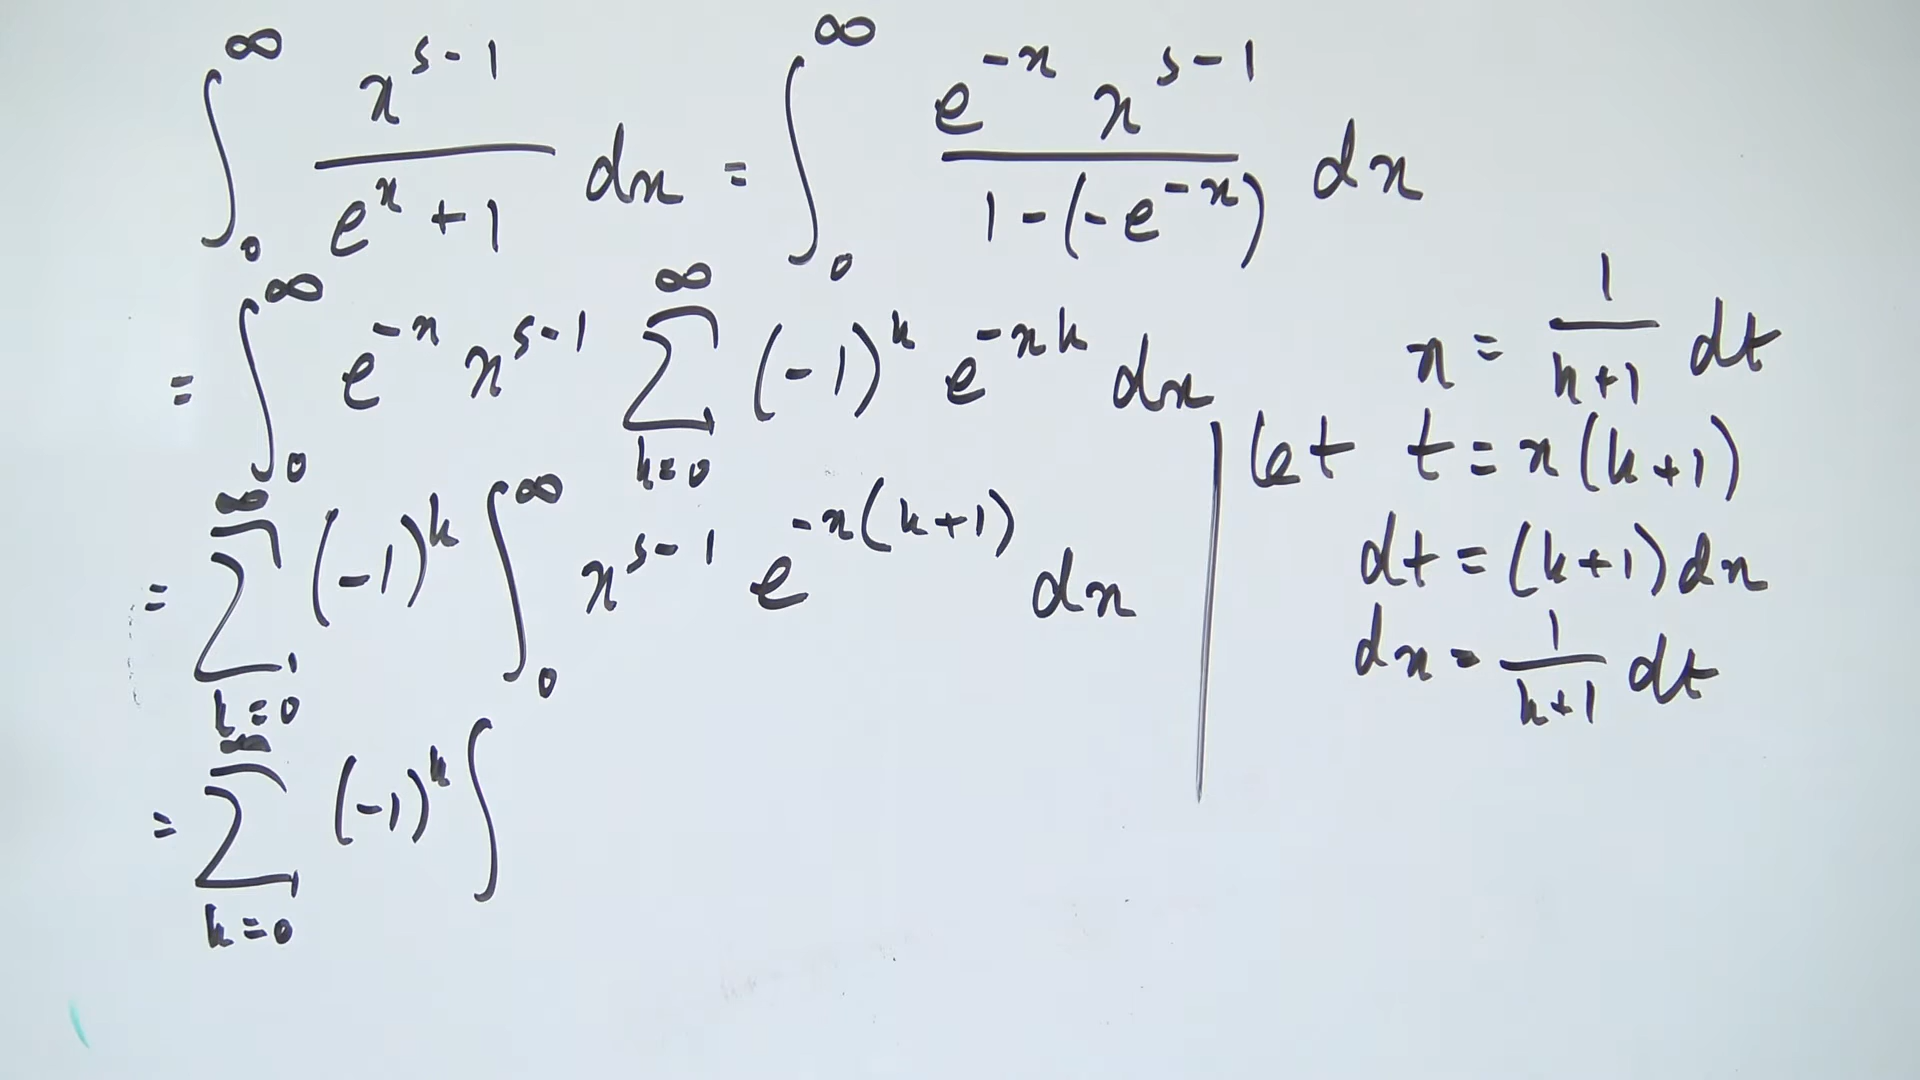 ∫₀^∞ x^(s-1) / (e^x + 1) dx = ∫₀^∞ e^(-x) x^(s-1) / (1-(-e^(-x))) dx
= ∫₀^∞ e^(-x) x^(s-1) ∑_(k=0)^∞ (-1)^k e^(-xk) dx
= ∑_(k=0)^∞ (-1)^k ∫₀^∞ x^(s-1) e^(-x(k+1)) dx
= ∑_(k=0)^∞ (-1)^k ∫
x = 1/(k+1) dt
let t = x(k+1)
dt = (k+1) dx
dx = 1/(k+1) dt